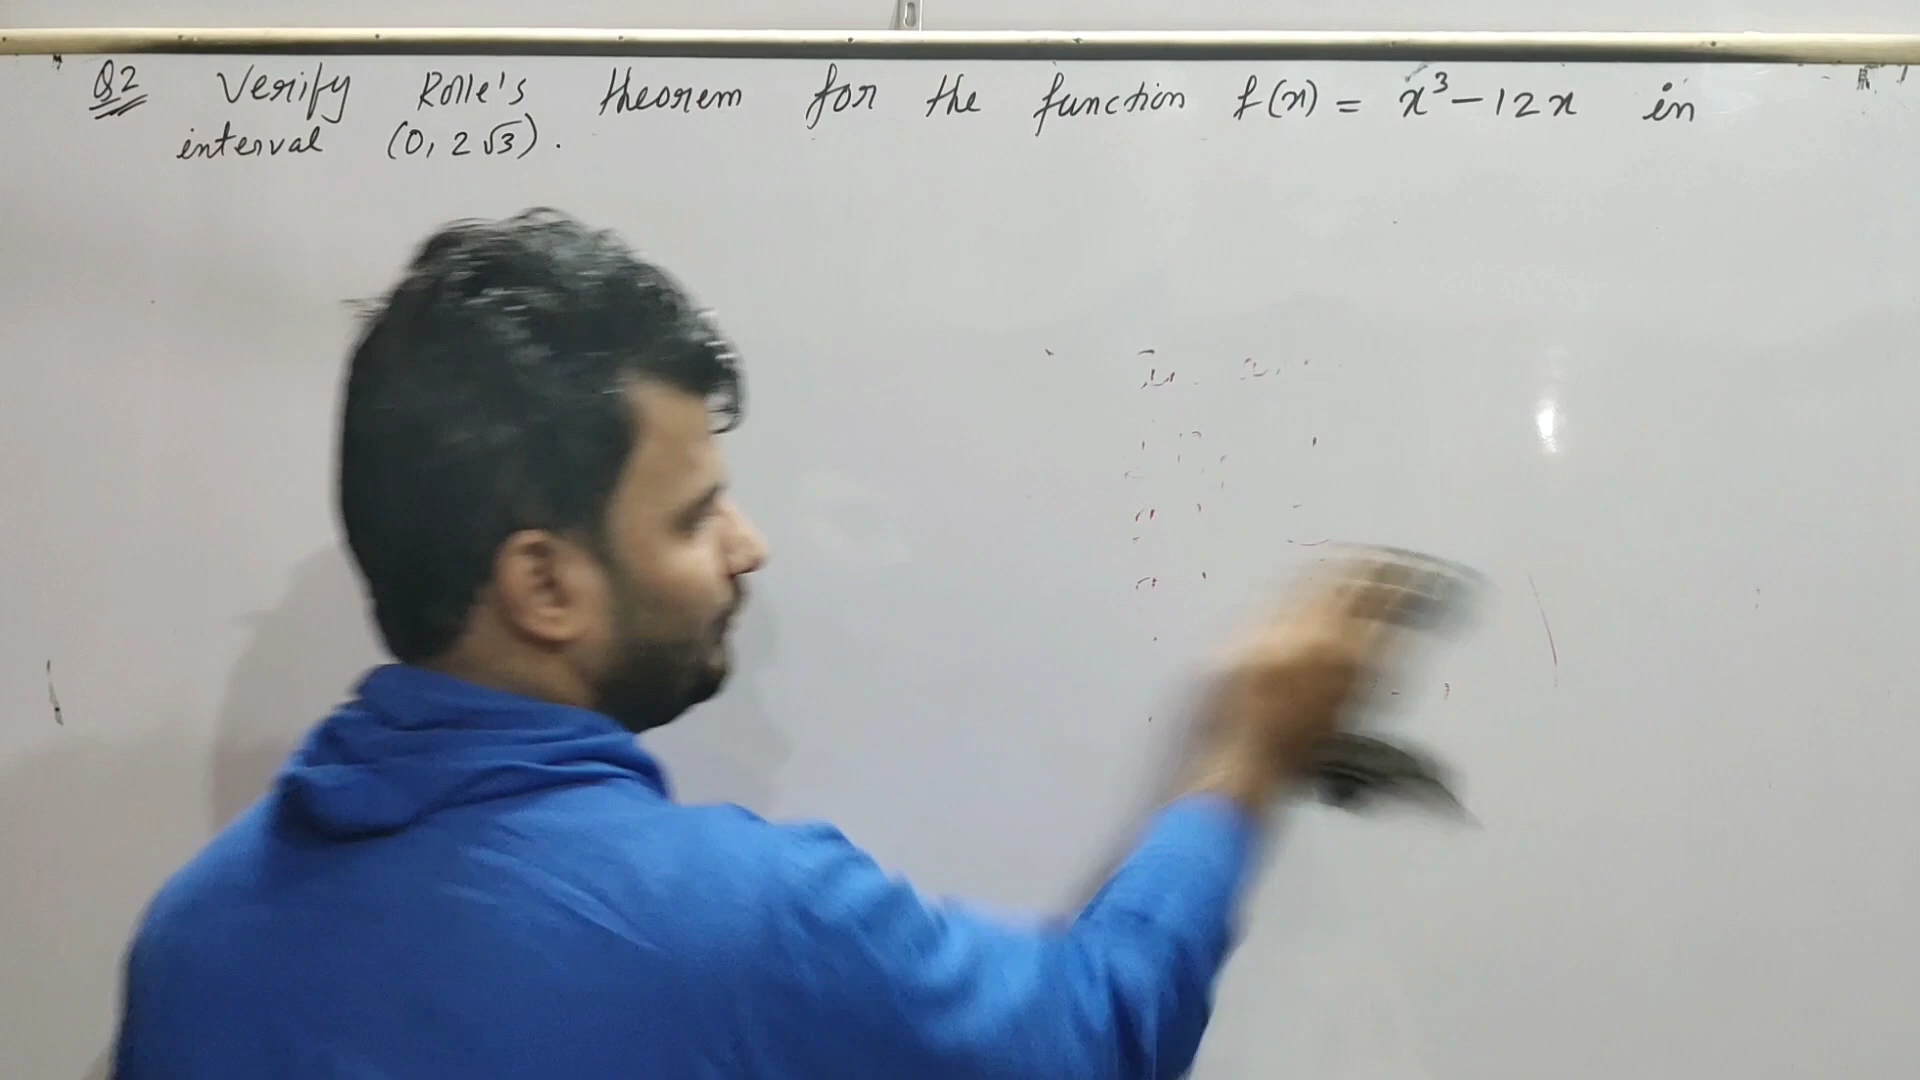 Q2 Verify Rolle's theorem for the function f(x) = x³ - 12x in
interval (0, 2√3).